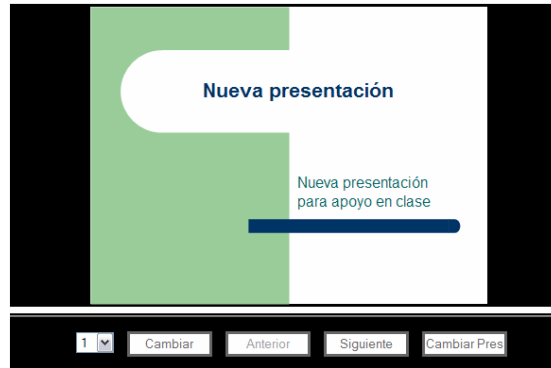 Nueva presentación
Nueva presentación
para apoyo en clase
1 Cambiar Anterior Siguiente Cambiar Pres